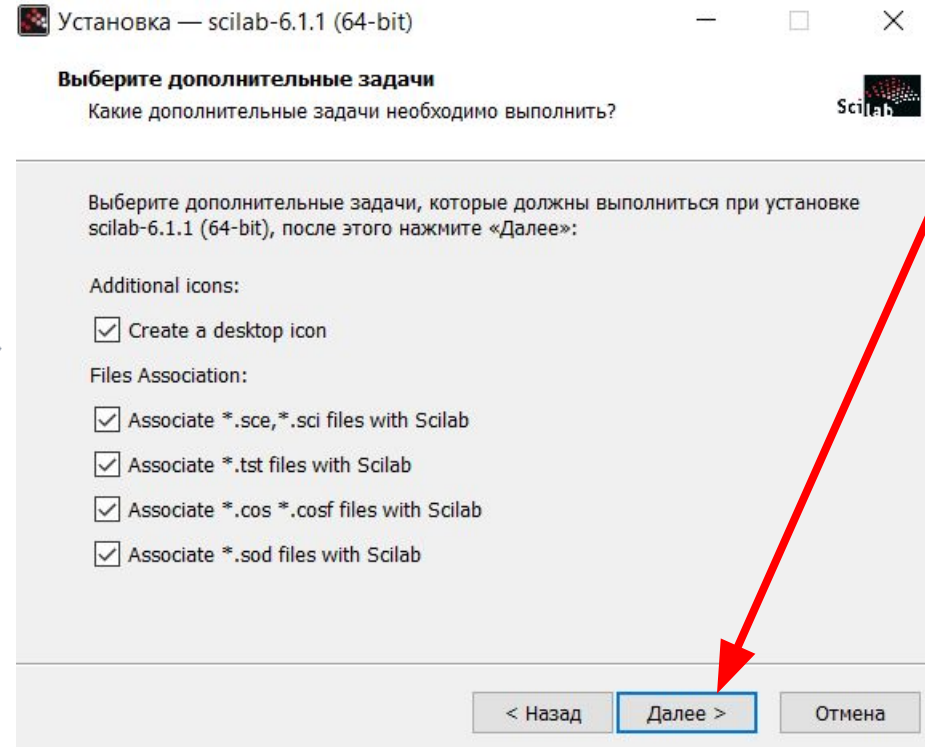 Установка — scilab-6.1.1 (64-bit)
Выберите дополнительные задачи
Какие дополнительные задачи необходимо выполнить?
Scilab
Выберите дополнительные задачи, которые должны выполниться при установке
scilab-6.1.1 (64-bit), после этого нажмите «Далее»:
Additional icons:
Create a desktop icon
Files Association:
Associate *.sce,*.sci files with Scilab
Associate *.tst files with Scilab
Associate *.cos *.cosf files with Scilab
Associate *.sod files with Scilab
< Назад
Далее >
Отмена